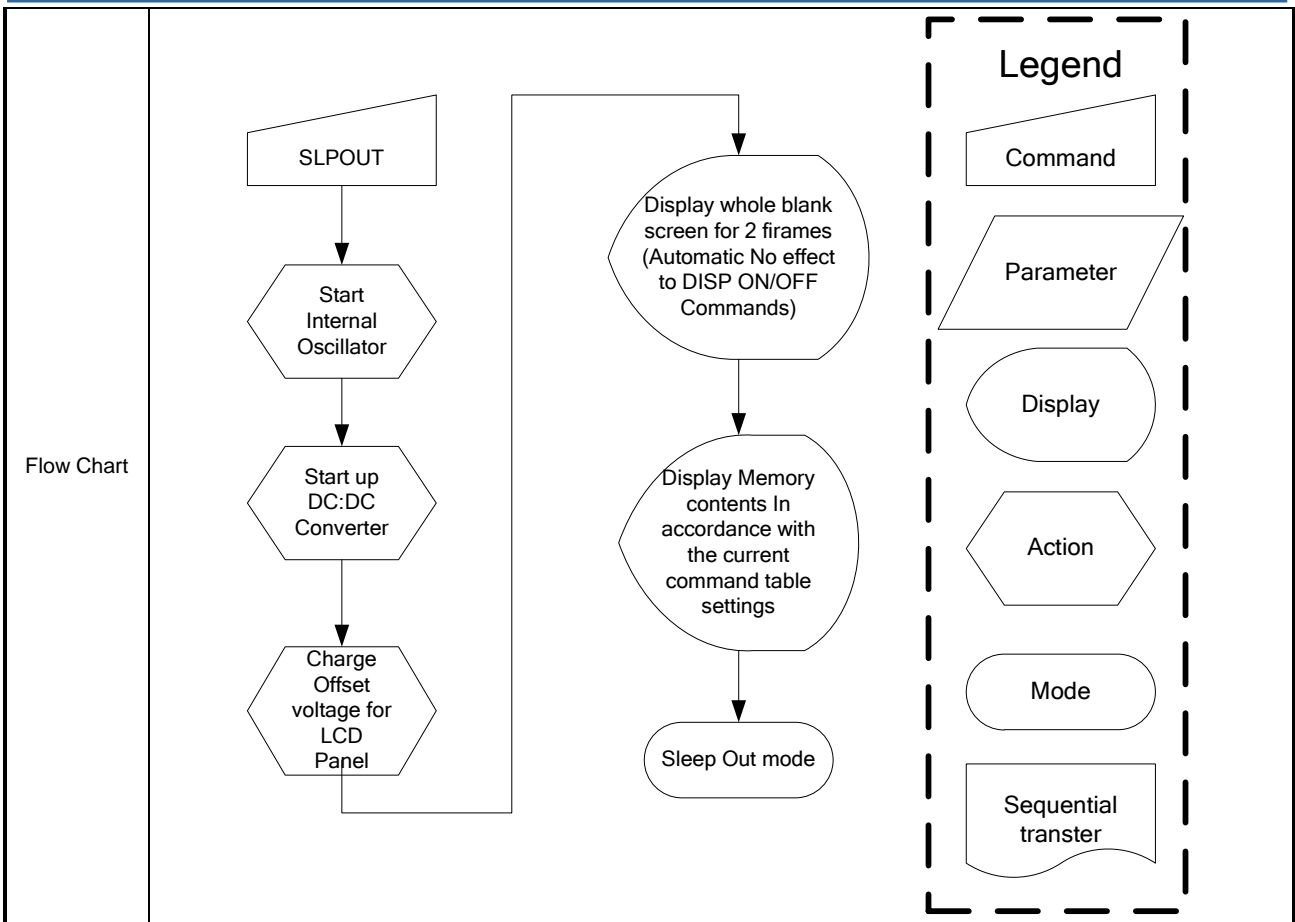 Flow Chart
SLPOUT
Start
Internal
Oscillator
Start up
DC:DC
Converter
Charge
Offset
voltage for
LCD
Panel
Display whole blank
screen for 2 firames
(Automatic No effect
to DISP ON/OFF
Commands)
Display Memory
contents In
accordance with
the current
command table
settings
Sleep Out mode
Legend
Command
Parameter
Display
Action
Mode
Sequential
transter